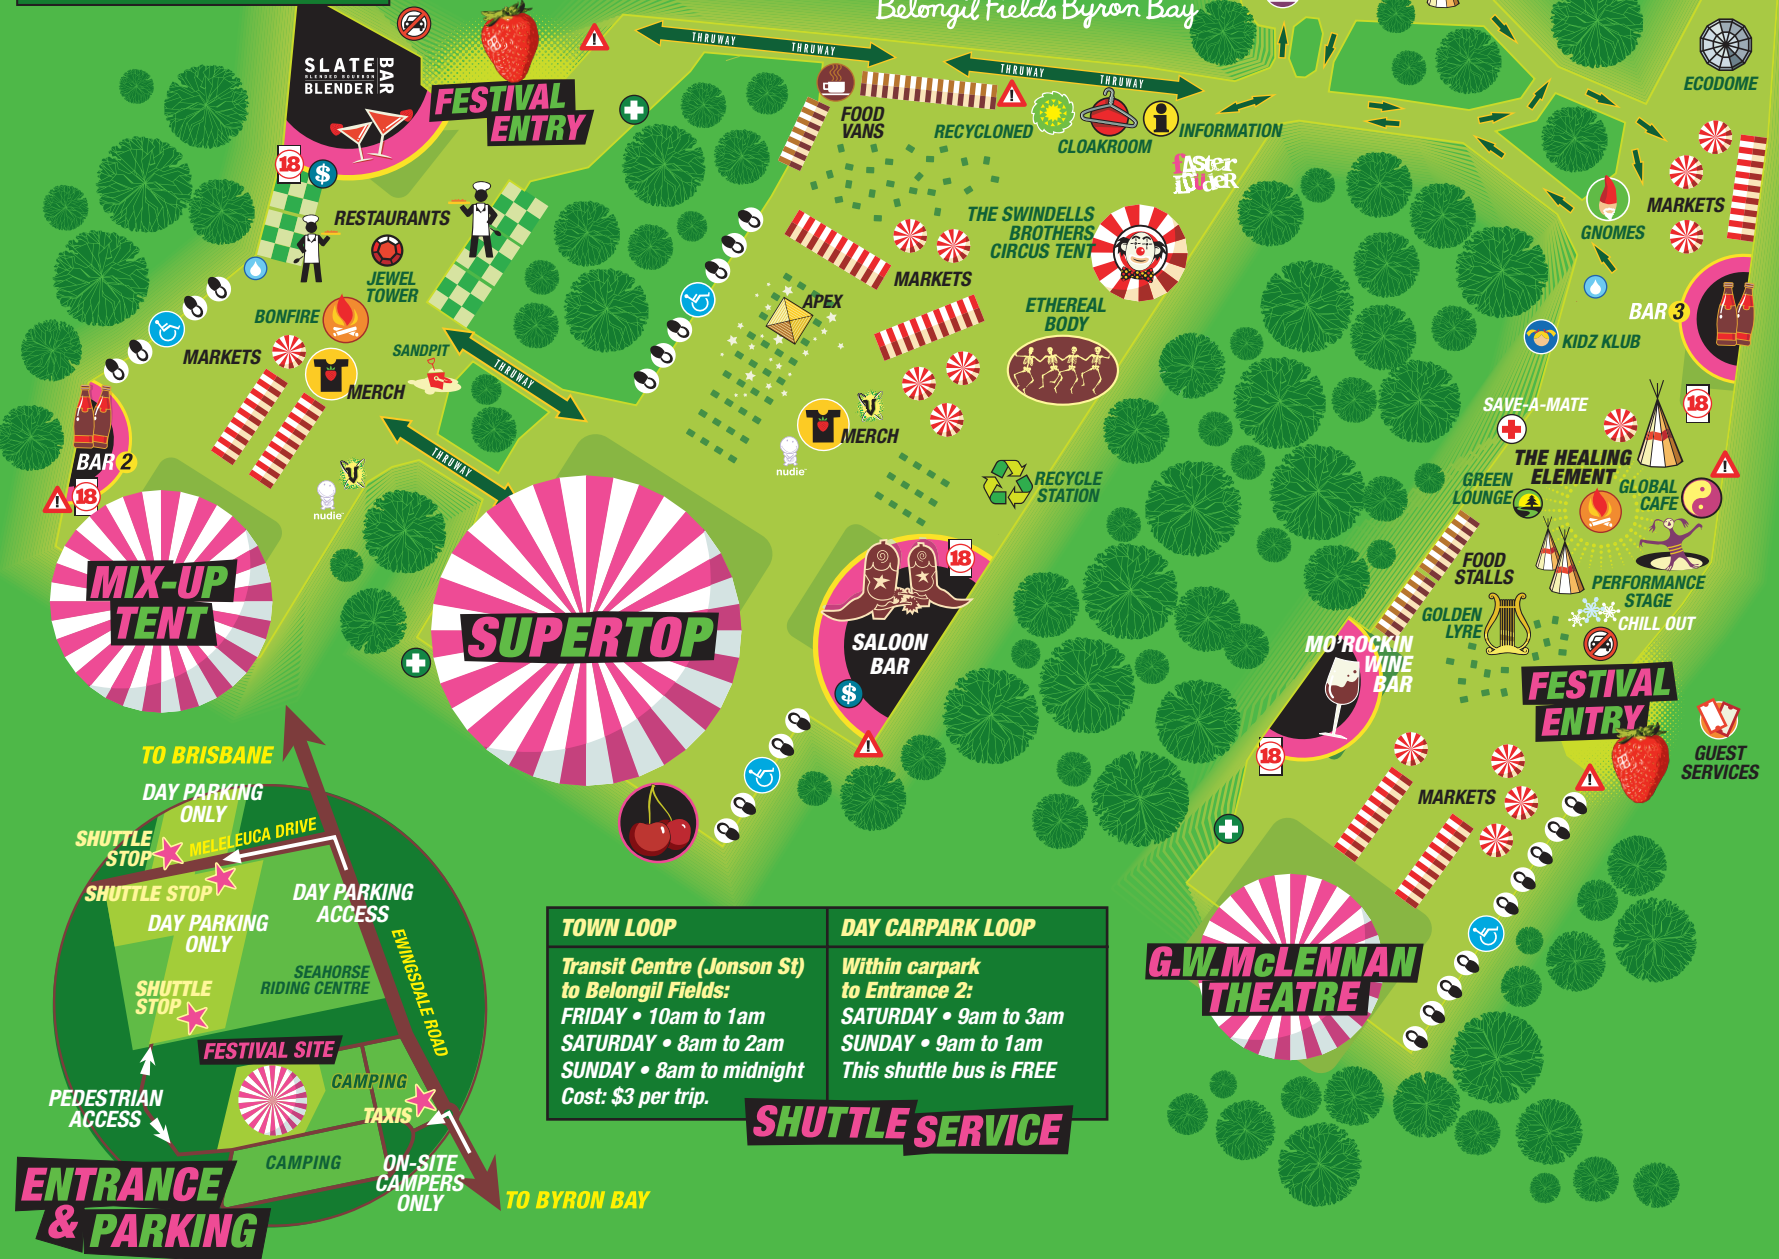 Belongil Fields Byron Bay
SLATE
BLENDED BOURBON
BLENDER
BAR
FESTIVAL
ENTRY
THRUWAY
THRUWAY
THRUWAY
THRUWAY
ECODOME
FOOD
VANS
RECYCLONED
CLOAKROOM
INFORMATION
fASTER
LOUDER
18
$
RESTAURANTS
JEWEL
TOWER
THE SWINDELLS
BROTHERS
CIRCUS TENT
MARKETS
GNOMES
MARKETS
APEX
ETHEREAL
BODY
BAR 3
KIDZ KLUB
BONFIRE
MARKETS
SANDPIT
MERCH
THRUWAY
THRUWAY
MERCH
nudie
BAR 2
18
V
nudie
V
RECYCLE
STATION
SAVE-A-MATE
18
THE HEALING
ELEMENT
GREEN
LOUNGE
GLOBAL
CAFE
FOOD
STALLS
PERFORMANCE
STAGE
GOLDEN
LYRE
CHILL OUT
MIX-UP
TENT
SUPERTOP
18
SALOON
BAR
$
MO'ROCKIN
WINE
BAR
18
FESTIVAL
ENTRY
GUEST
SERVICES
MARKETS
G.W.McLENNAN
THEATRE
TO BRISBANE
DAY PARKING
ONLY
SHUTTLE
STOP
MELELEUCA DRIVE
SHUTTLE STOP
DAY PARKING
ACCESS
DAY PARKING
ONLY
EWINGSDALE ROAD
SEAHORSE
RIDING CENTRE
SHUTTLE
STOP
FESTIVAL SITE
CAMPING
TAXIS
PEDESTRIAN
ACCESS
CAMPING
ON-SITE
CAMPERS
ONLY
TO BYRON BAY
ENTRANCE
& PARKING
TOWN LOOP
Transit Centre (Jonson St)
to Belongil Fields:
FRIDAY • 10am to 1am
SATURDAY • 8am to 2am
SUNDAY • 8am to midnight
Cost: $3 per trip.
DAY CARPARK LOOP
Within carpark
to Entrance 2:
SATURDAY • 9am to 3am
SUNDAY • 9am to 1am
This shuttle bus is FREE
SHUTTLE SERVICE